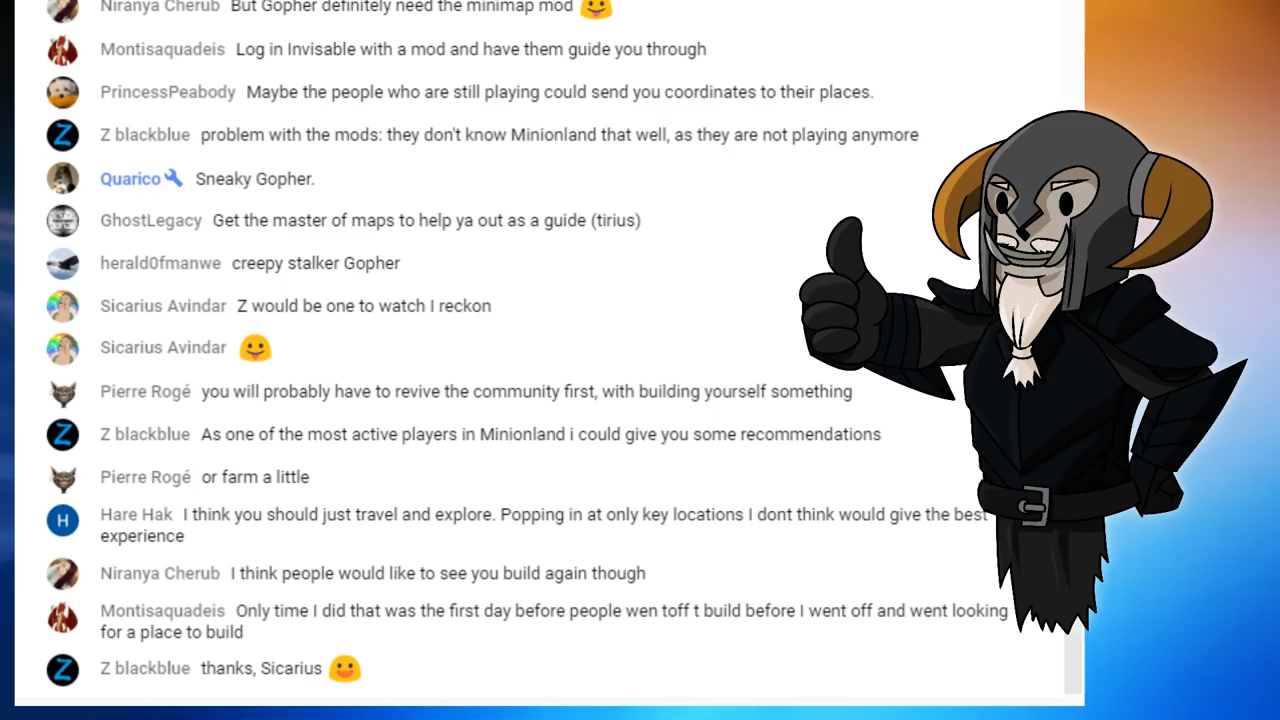 Niranya Cherub But Gopher definitely need the minimap mod
Montisaquadeis Log in Invisable with a mod and have them guide you through
PrincessPeabody Maybe the people who are still playing could send you coordinates to their places.
Z blackblue problem with the mods: they don't know Minionland that well, as they are not playing anymore
Quarico Sneaky Gopher.
GhostLegacy Get the master of maps to help ya out as a guide (tirius)
herald0fmanwe creepy stalker Gopher
Sicarius Avindar Z would be one to watch I reckon
Sicarius Avindar
Pierre Rogé you will probably have to revive the community first, with building yourself something
Z blackblue As one of the most active players in Minionland i could give you some recommendations
Pierre Rogé or farm a little
H Hare Hak I think you should just travel and explore. Popping in at only key locations I dont think would give the best
experience
Niranya Cherub I think people would like to see you build again though
Montisaquadeis Only time I did that was the first day before people wen toff t build before I went off and went looking
for a place to build
Z blackblue thanks, Sicarius